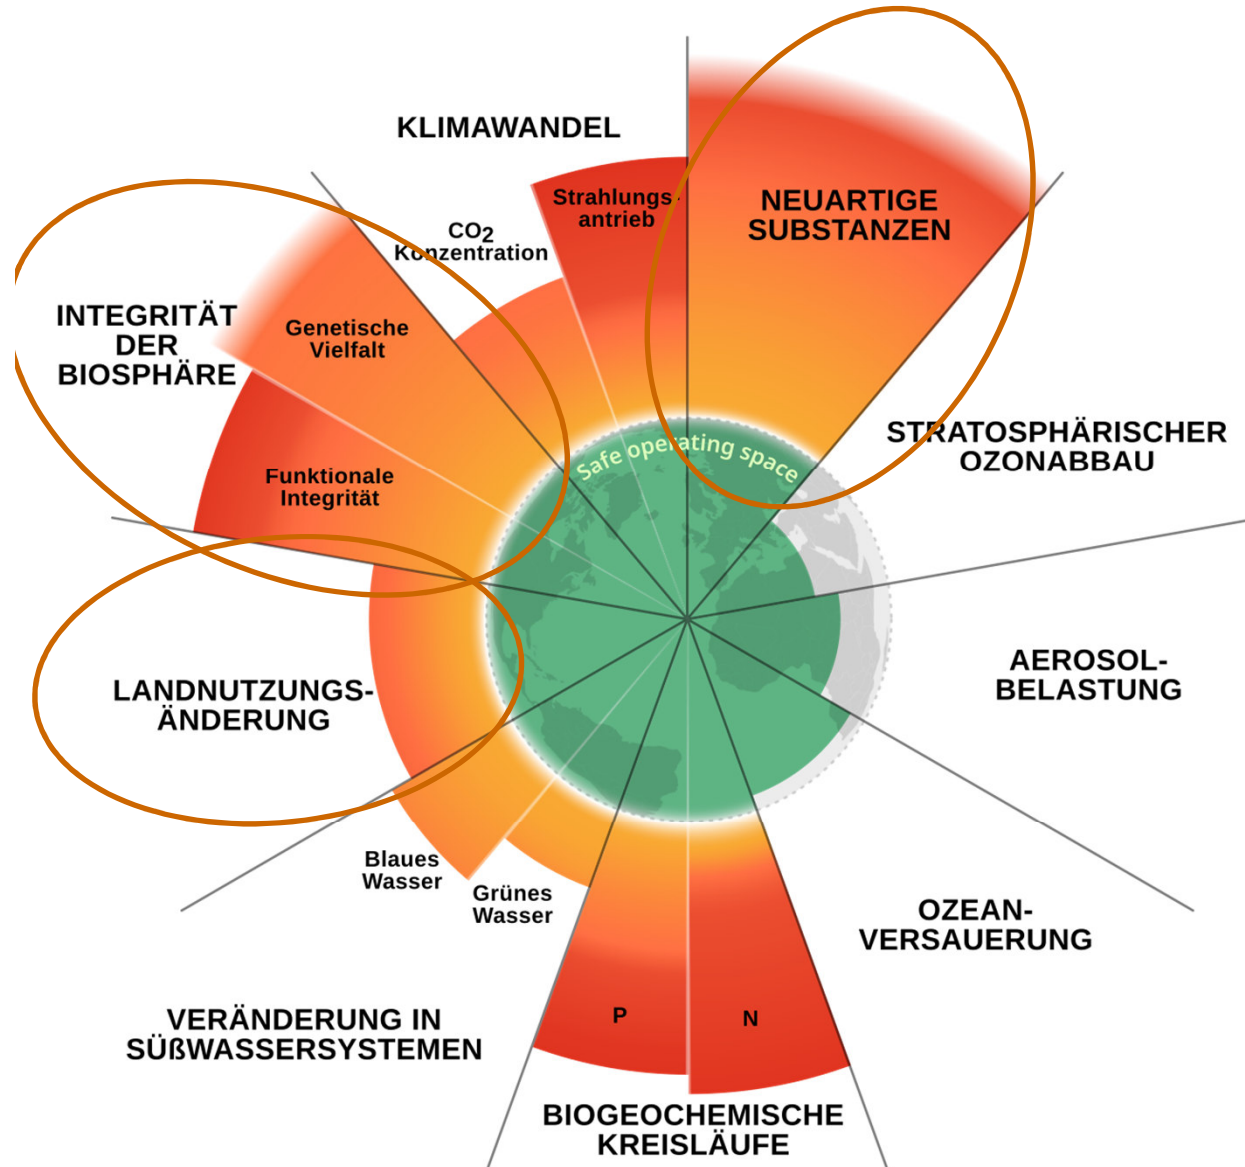 KLIMAWANDEL
Strahlungs-
antrieb
CO2
Konzentration
NEUARTIGE
SUBSTANZEN
INTEGRITÄT
DER
BIOSPHÄRE
Genetische
Vielfalt
Funktionale
Integrität
Safe operating space
STRATOSPHÄRISCHER
OZONABBAU
AEROSOL-
BELASTUNG
LANDNUTZUNGS-
ÄNDERUNG
Blaues
Wasser
Grünes
Wasser
OZEAN-
VERSAUERUNG
VERÄNDERUNG IN
SÜßWASSERSYSTEMEN
P
N
BIOGEOCHEMISCHE
KREISLÄUFE